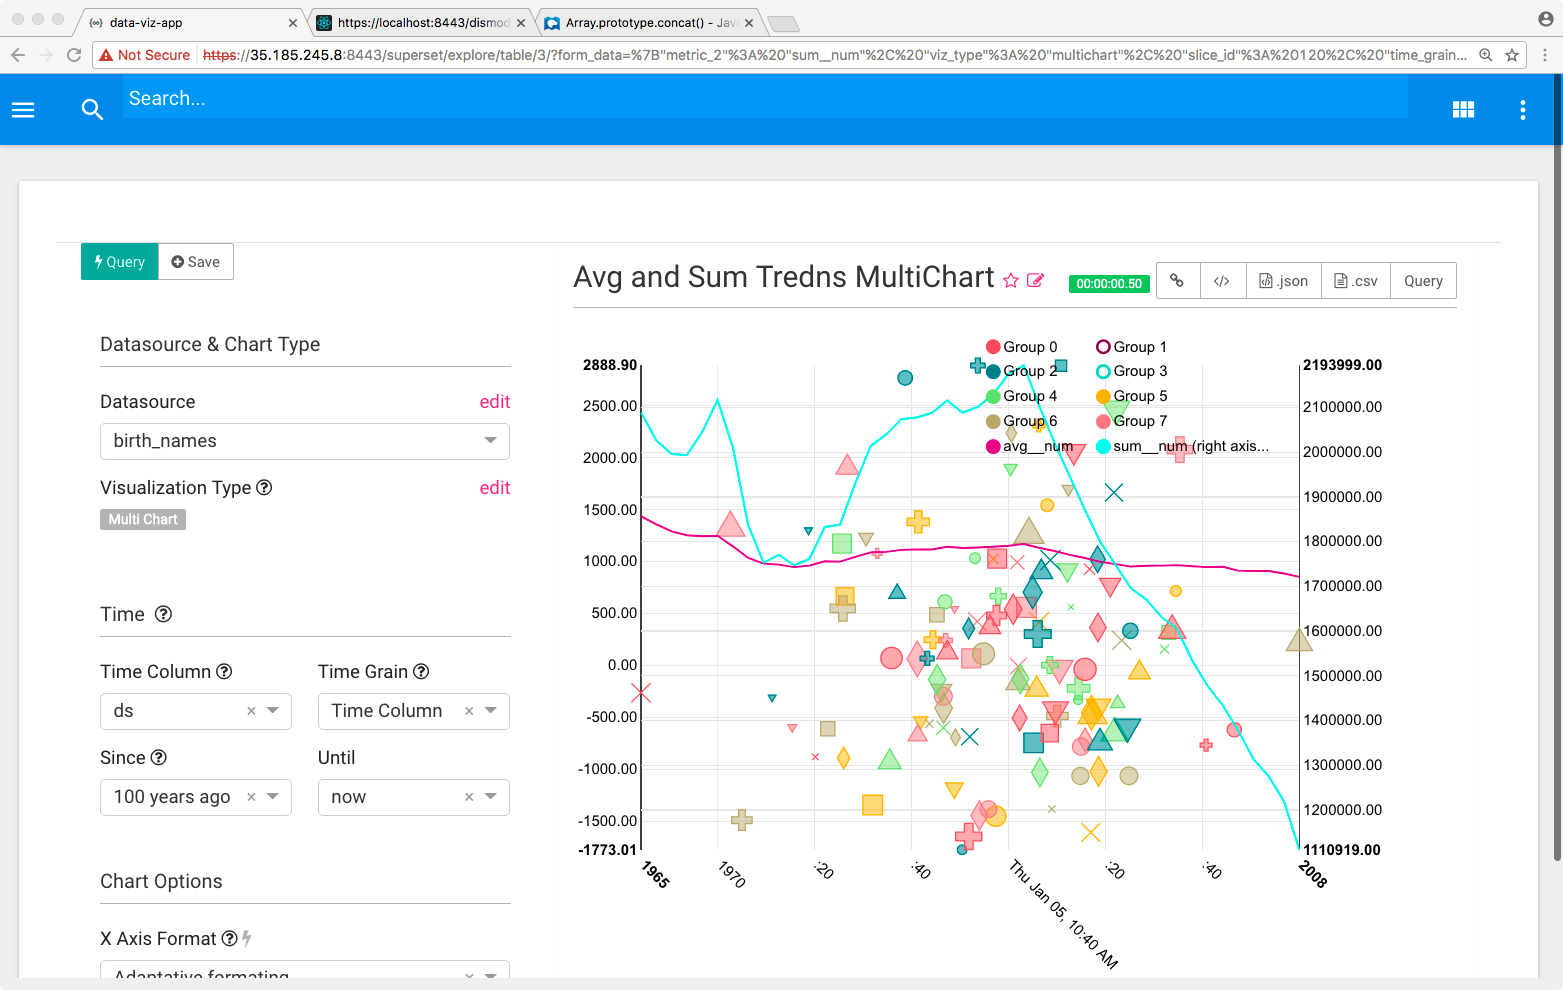 data-viz-app
https://localhost:8443/dismod
Array.prototype.concat() - Jav
Not Secure https://35.185.245.8:8443/superset/explore/table/3/?form_data=%7B"metric_2"%3A%20"sum__num"%2C%20"viz_type"%3A%20"multichart"%2C%20"slice_id"%3A%20120%2C%20"time_grain...
Search...
Query
Save
Avg and Sum Tredns MultiChart
00:00:00.50
.json
.csv
Query
Datasource & Chart Type
Datasource
edit
birth_names
Visualization Type
edit
Multi Chart
Time
Time Column
Time Grain
ds
×
Time Column
×
Since
Until
100 years ago
×
now
×
Chart Options
X Axis Format
Adaptative formating
×
Group 0
Group 1
Group 2
Group 3
Group 4
Group 5
Group 6
Group 7
avg__num
sum__num (right axis...
2888.90
2500.00
2000.00
1500.00
1000.00
500.00
0.00
-500.00
-1000.00
-1500.00
-1773.01
2193999.00
2100000.00
2000000.00
1900000.00
1800000.00
1700000.00
1600000.00
1500000.00
1400000.00
1300000.00
1200000.00
1110919.00
1965
1970
:20
:40
Thu Jan 05, 10:40 AM
:20
:40
2008